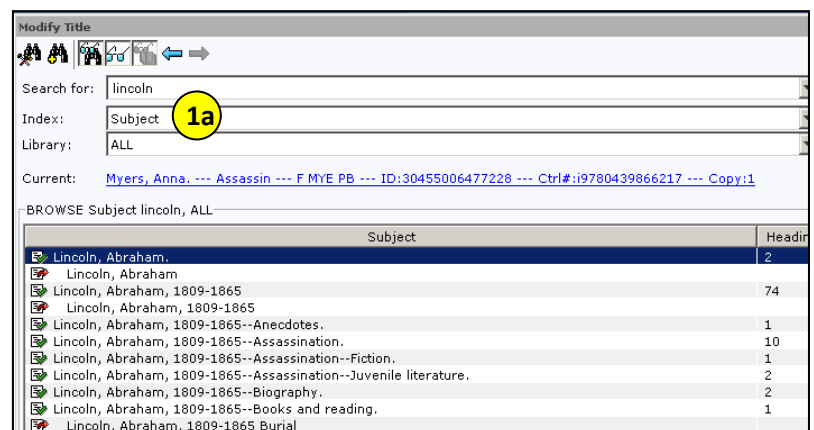 Modify Title
Search for: lincoln
Index: Subject 1a
Library: ALL
Current: Myers, Anna. --- Assassin --- F MYE PB --- ID:30455006477228 --- Ctrl#:i9780439866217 --- Copy:1
BROWSE Subject lincoln, ALL
Subject Headin
Lincoln, Abraham. 2
Lincoln, Abraham
Lincoln, Abraham, 1809-1865 74
Lincoln, Abraham, 1809-1865
Lincoln, Abraham, 1809-1865--Anecdotes. 1
Lincoln, Abraham, 1809-1865--Assassination. 10
Lincoln, Abraham, 1809-1865--Assassination--Fiction. 1
Lincoln, Abraham, 1809-1865--Assassination--Juvenile literature. 2
Lincoln, Abraham, 1809-1865--Biography. 2
Lincoln, Abraham, 1809-1865--Books and reading. 1
Lincoln, Abraham, 1809-1865 Burial